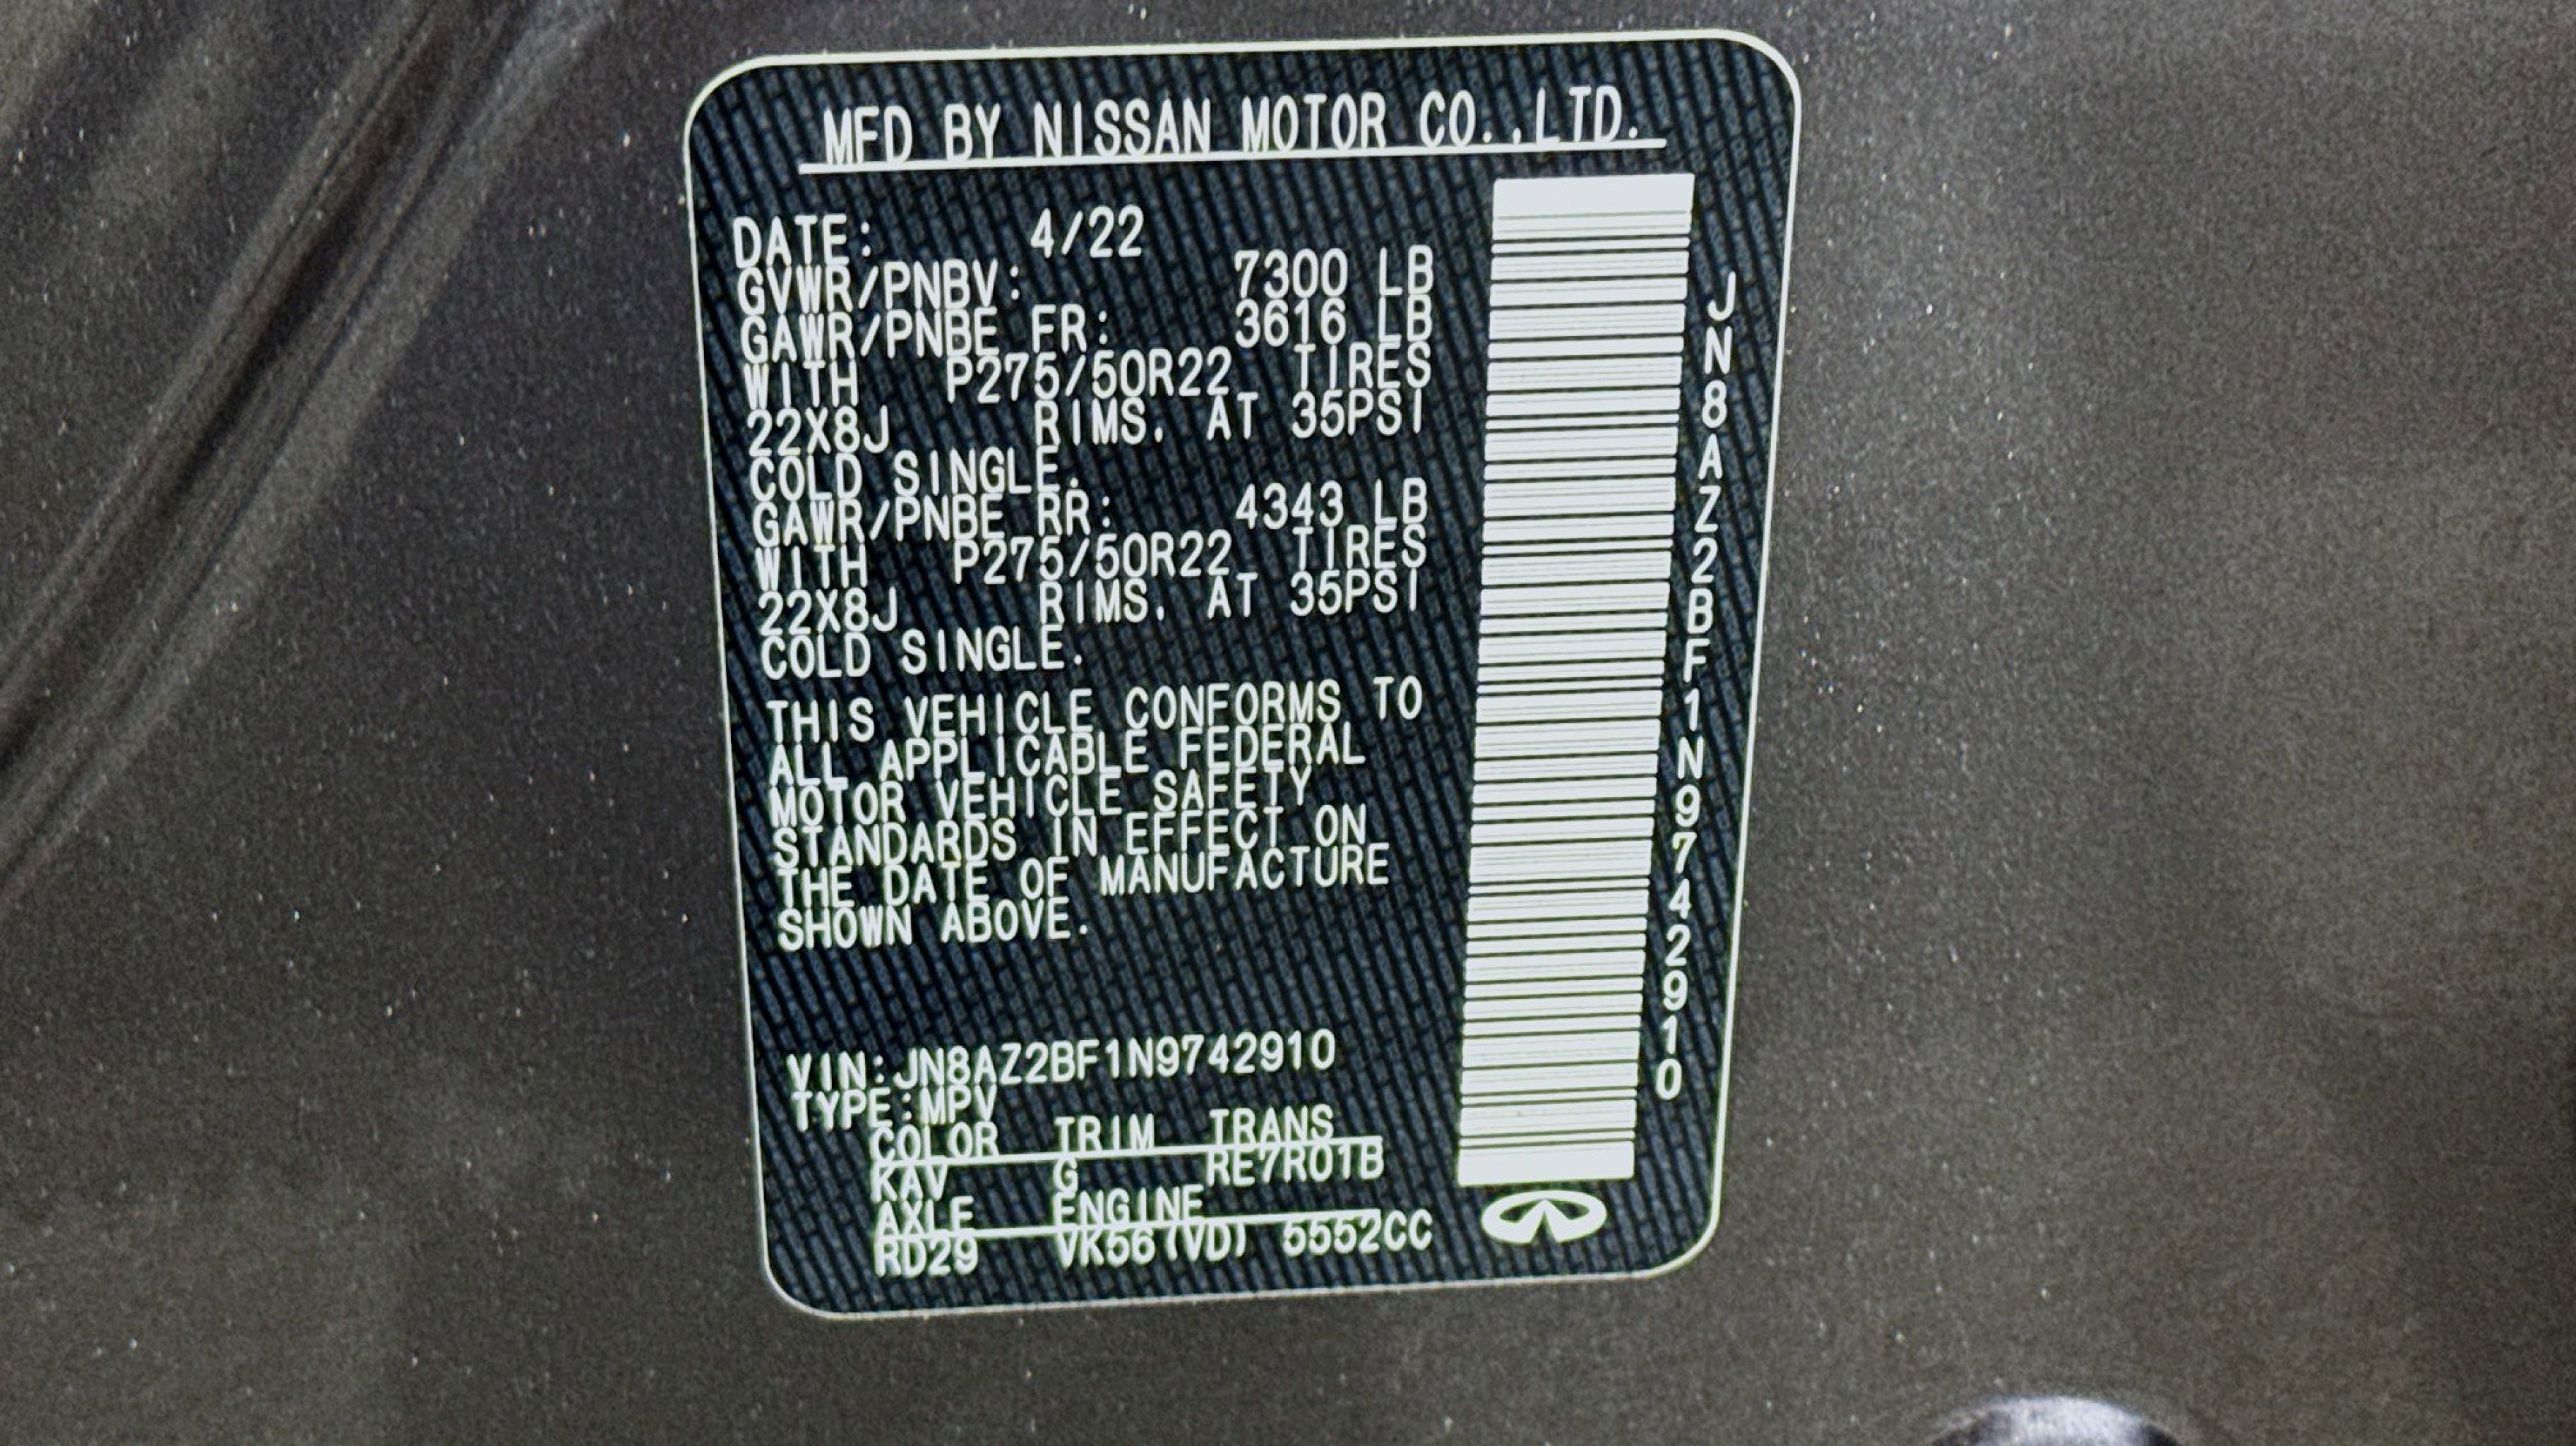 MFD BY NISSAN MOTOR CO.,LTD.
DATE: 4/22
GVWR/PNBV: 7300 LB
GAWR/PNBE FR: 3616 LB
WITH P275/50R22 TIRES
22X8J RIMS. AT 35PSI
COLD SINGLE.
GAWR/PNBE RR: 4343 LB
WITH P275/50R22 TIRES
22X8J RIMS. AT 35PSI
COLD SINGLE.
THIS VEHICLE CONFORMS TO
ALL APPLICABLE FEDERAL
MOTOR VEHICLE SAFETY
STANDARDS IN EFFECT ON
THE DATE OF MANUFACTURE
SHOWN ABOVE.
VIN:JN8AZ2BF1N9742910
TYPE:MPV
COLOR TRIM TRANS
KAV G RE7R01B
AXLE ENGINE
RD29 VK56(VD) 5552CC
JN8AZ2BF1N9742910